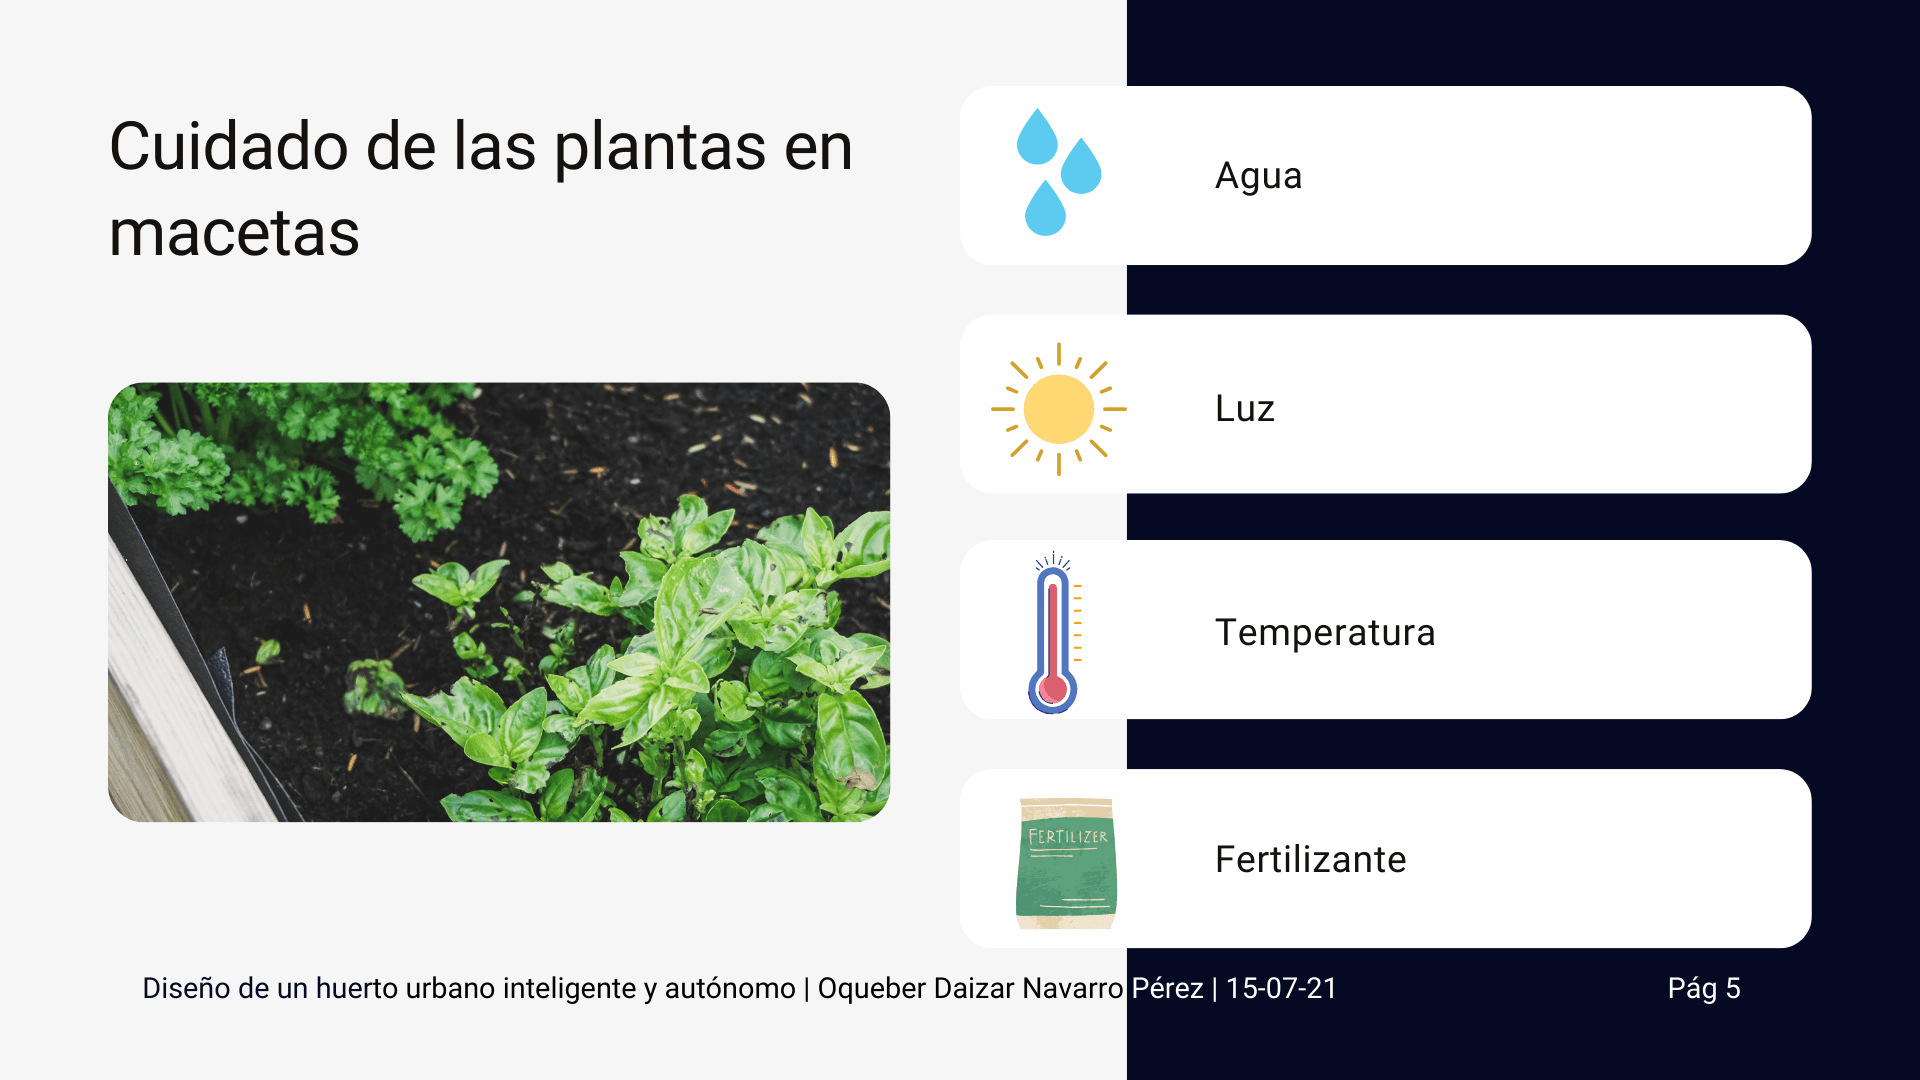 Cuidado de las plantas en
macetas
Agua
Luz
Temperatura
FERTILIZER
Fertilizante
Diseño de un huerto urbano inteligente y autónomo | Oqueber Daizar Navarro Pérez | 15-07-21
Pág 5